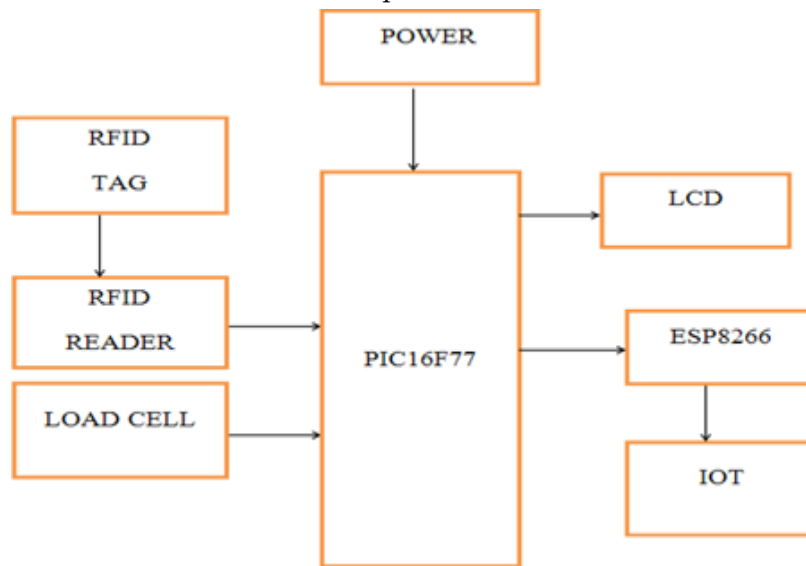 POWER
RFID
TAG
LCD
RFID
READER
ESP8266
PIC16F77
LOAD CELL
IOT